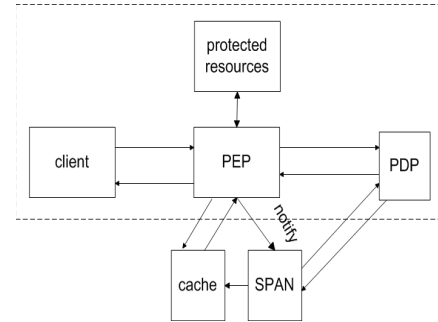 protected
resources
client
PEP
PDP
notify
cache
SPAN